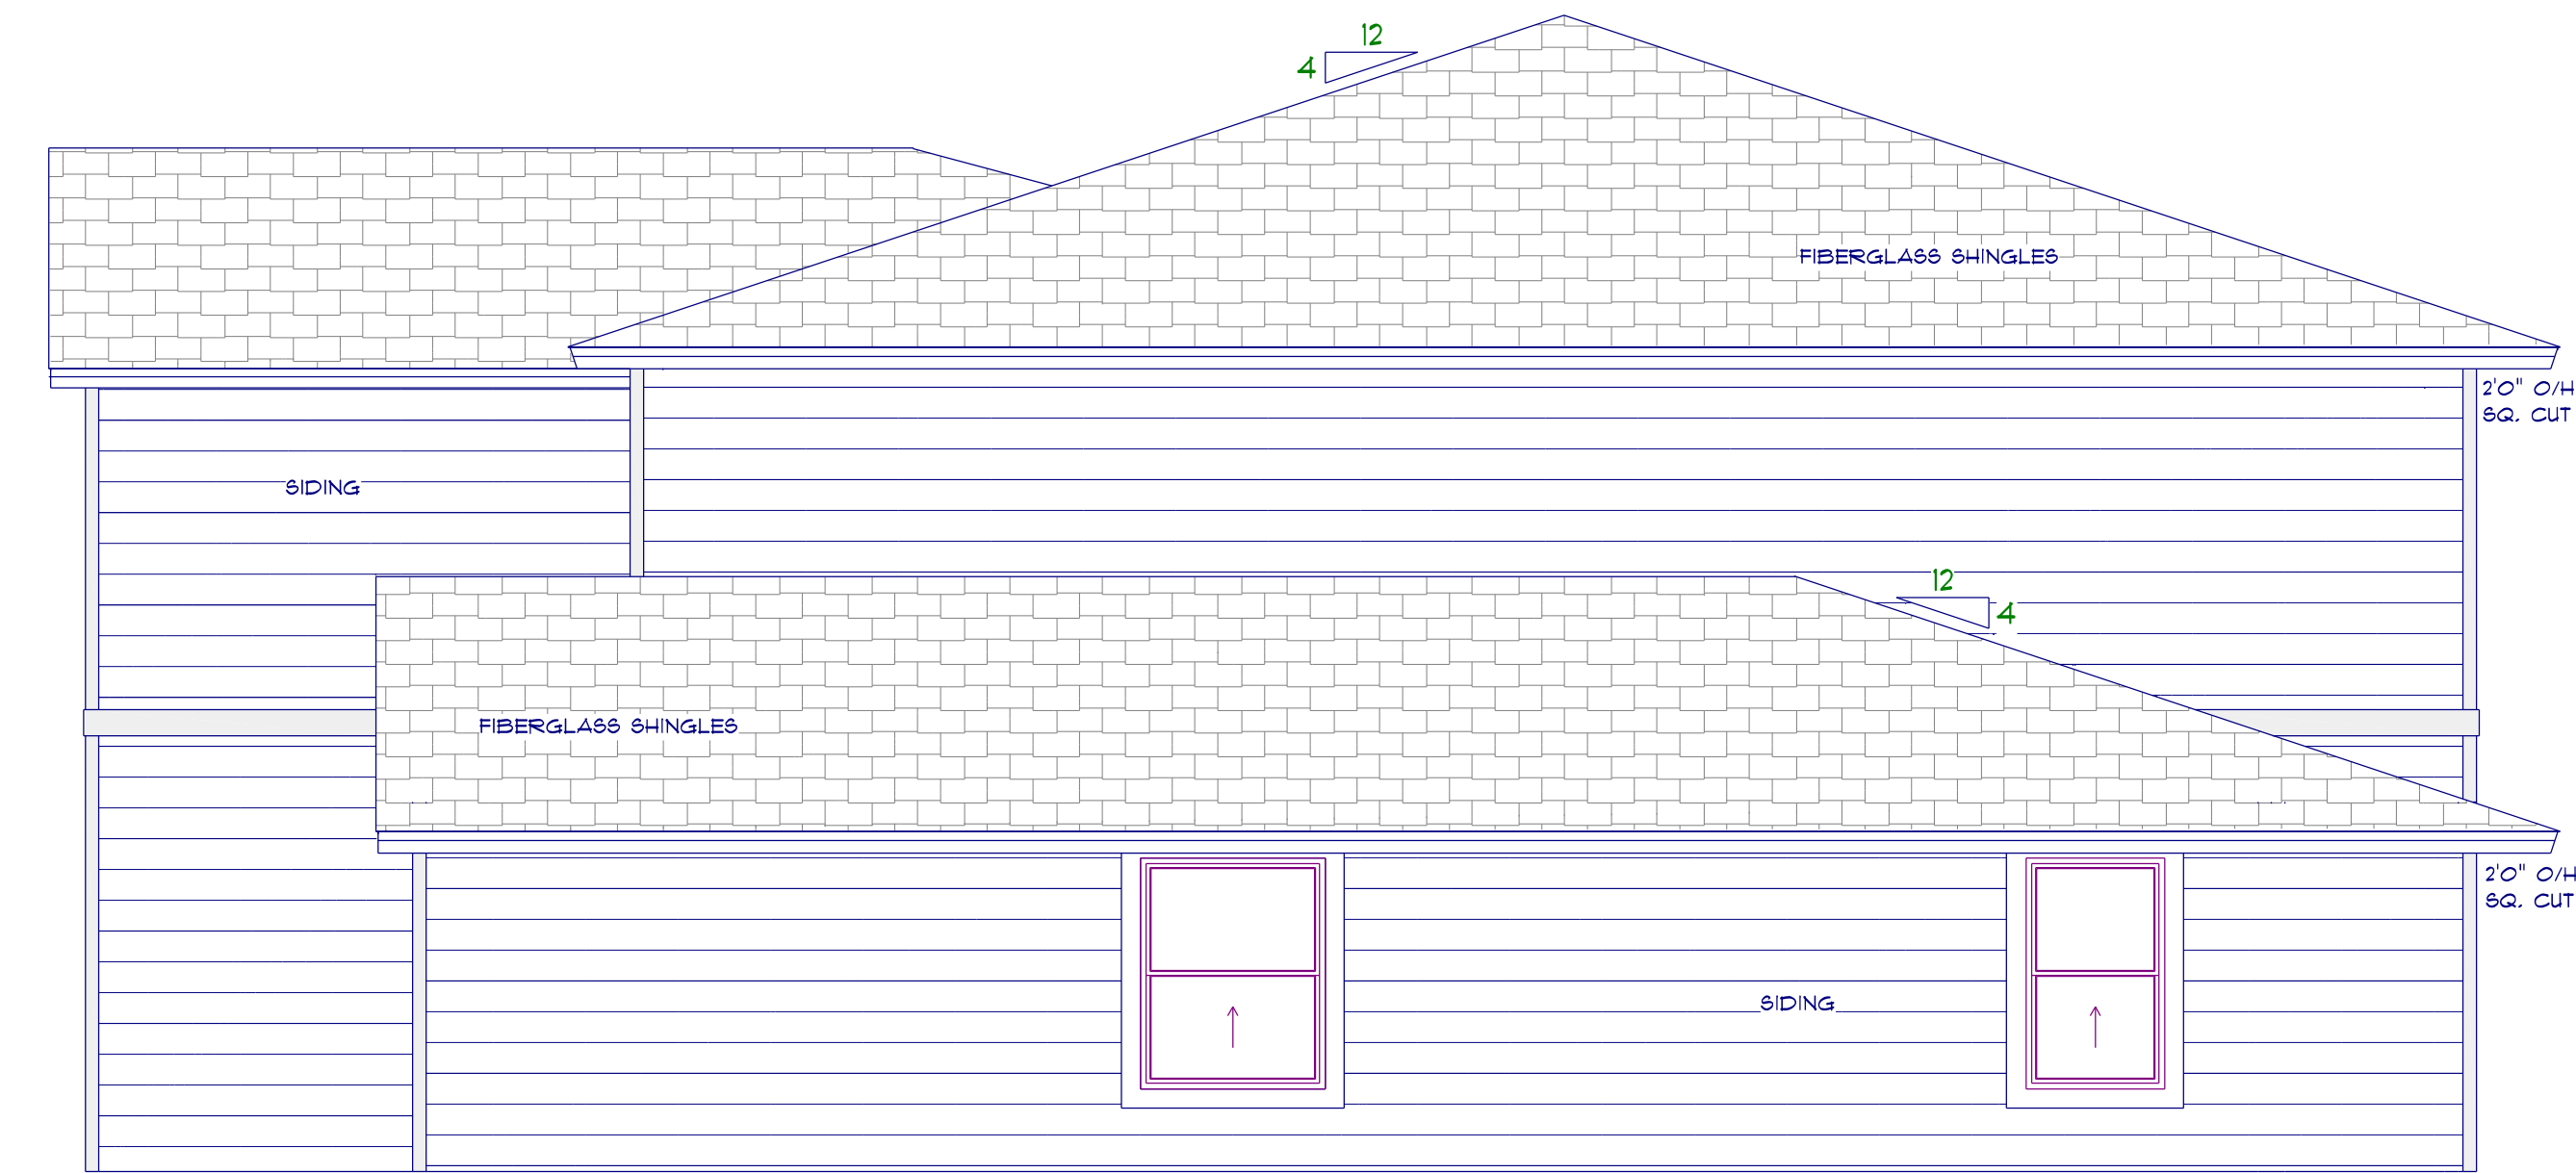 12
4
FIBERGLASS SHINGLES
2'0" O/H
SQ. CUT
SIDING
12
4
FIBERGLASS SHINGLES
2'0" O/H
SQ. CUT
SIDING